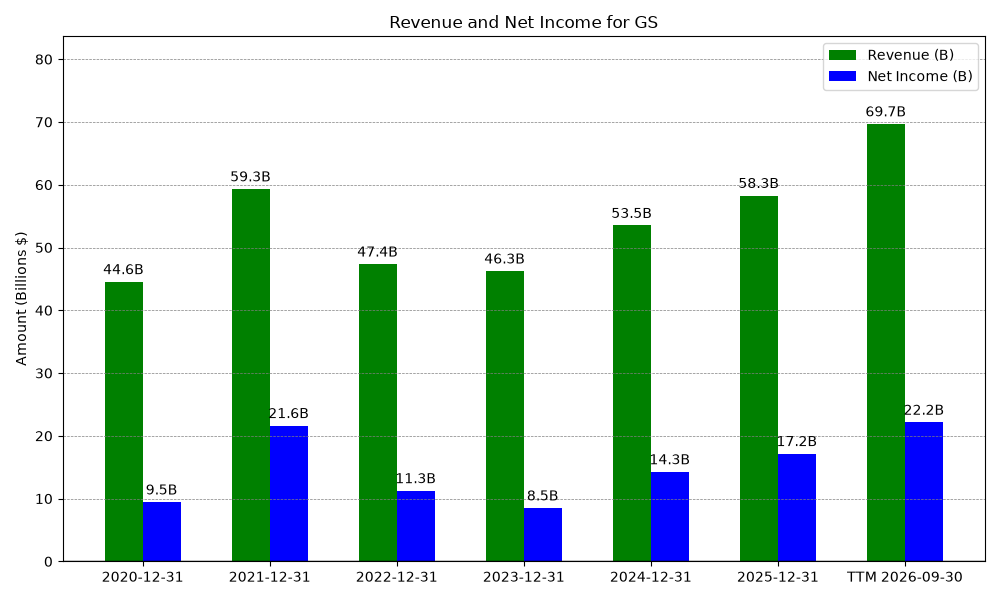 Revenue and Net Income for GS
Revenue (B)
Net Income (B)
Amount (Billions $)
80
70
60
50
40
30
20
10
0
44.6B
59.3B
47.4B
46.3B
53.5B
58.3B
69.7B
9.5B
21.6B
11.3B
8.5B
14.3B
17.2B
22.2B
2020-12-31
2021-12-31
2022-12-31
2023-12-31
2024-12-31
2025-12-31
TTM 2026-09-30